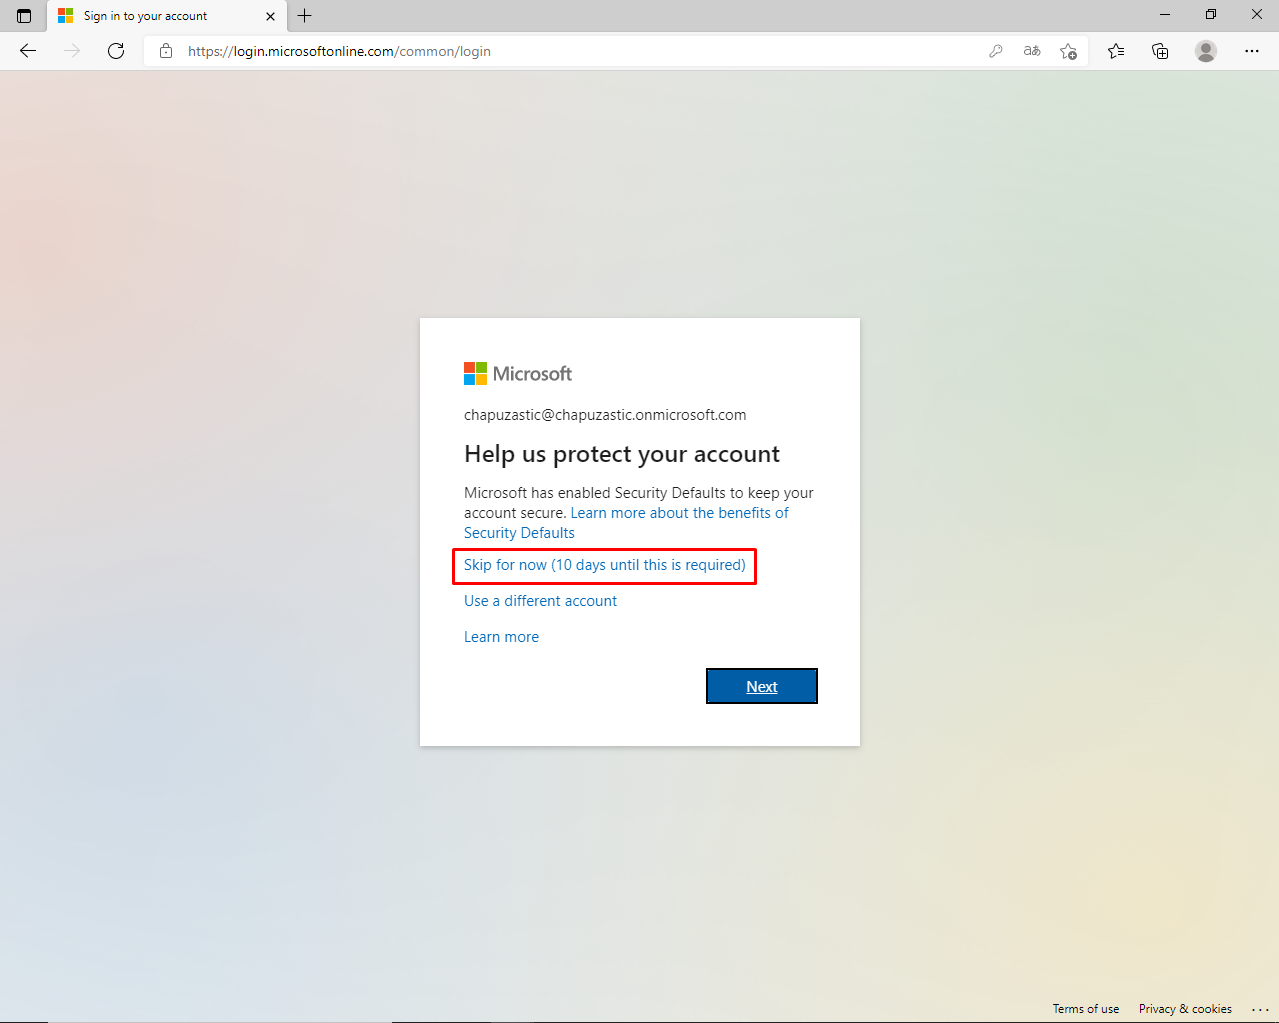 Sign in to your account
https://login.microsoftonline.com/common/login
aあ
Microsoft
chapuzastic@chapuzastic.onmicrosoft.com
Help us protect your account
Microsoft has enabled Security Defaults to keep your
account secure. Learn more about the benefits of
Security Defaults
Skip for now (10 days until this is required)
Use a different account
Learn more
Next
Terms of use Privacy & cookies ...